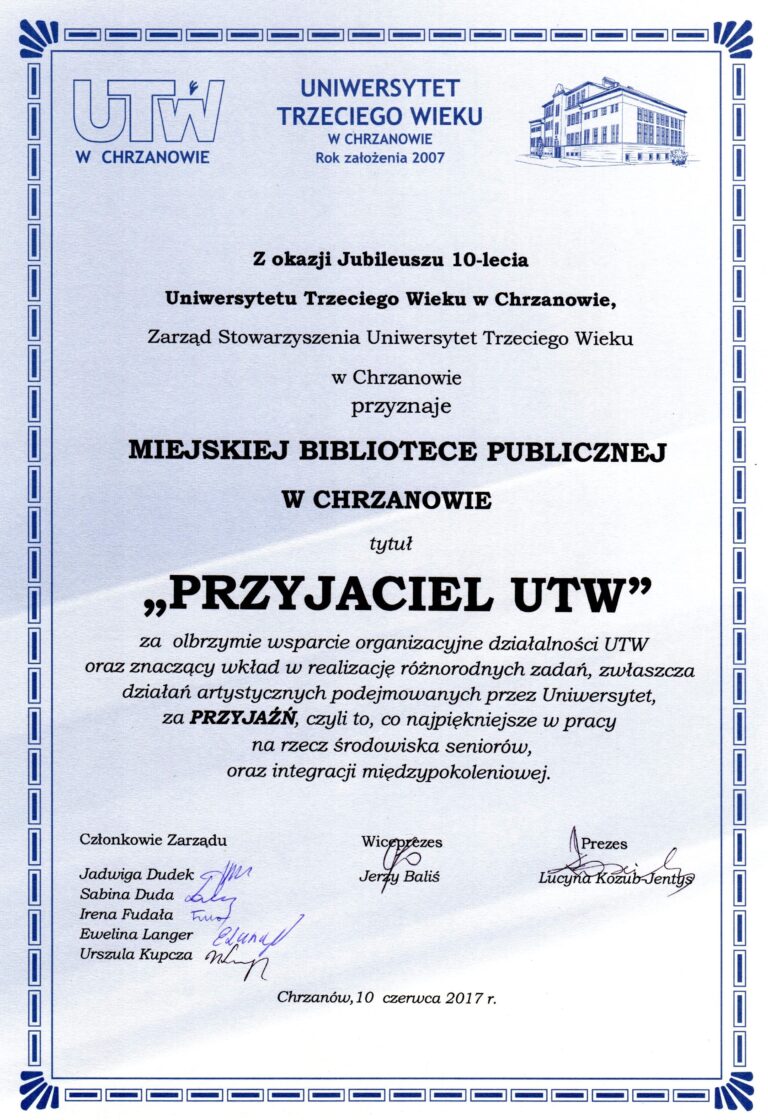 UTW
W CHRZANOWIE
UNIWERSYTET
TRZECIEGO WIEKU
W CHRZANOWIE
Rok założenia 2007
Z okazji Jubileuszu 10-lecia
Uniwersytetu Trzeciego Wieku w Chrzanowie,
Zarząd Stowarzyszenia Uniwersytet Trzeciego Wieku
w Chrzanowie
przyznaje
MIEJSKIEJ BIBLIOTECE PUBLICZNEJ
W CHRZANOWIE
tytuł
„PRZYJACIEL UTW”
za olbrzymie wsparcie organizacyjne działalności UTW
oraz znaczący wkład w realizację różnorodnych zadań, zwłaszcza
działań artystycznych podejmowanych przez Uniwersytet,
za PRZYJAŹŃ, czyli to, co najpiękniejsze w pracy
na rzecz środowiska seniorów,
oraz integracji międzypokoleniowej.
Członkowie Zarządu
Jadwiga Dudek
Sabina Duda
Irena Fudała
Ewelina Langer
Urszula Kupcza
Wiceprezes
Jerzy Baliś
Prezes
Lucyna Kozub-Jentys
Chrzanów,10 czerwca 2017 r.